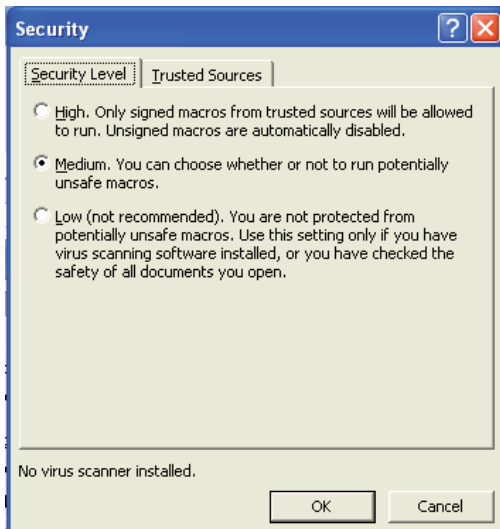 Security
Security Level
Trusted Sources
High. Only signed macros from trusted sources will be allowed
to run. Unsigned macros are automatically disabled.
Medium. You can choose whether or not to run potentially
unsafe macros.
Low (not recommended). You are not protected from
potentially unsafe macros. Use this setting only if you have
virus scanning software installed, or you have checked the
safety of all documents you open.
No virus scanner installed.
OK
Cancel